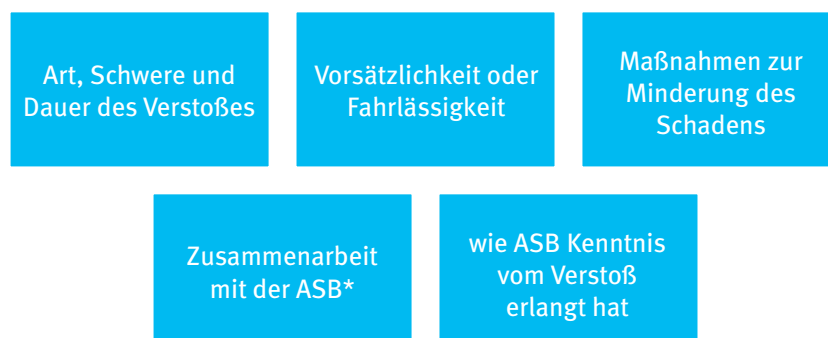 Art, Schwere und
Dauer des Verstoßes
Vorsätzlichkeit oder
Fahrlässigkeit
Maßnahmen zur
Minderung des
Schadens
Zusammenarbeit
mit der ASB*
wie ASB Kenntnis
vom Verstoß
erlangt hat